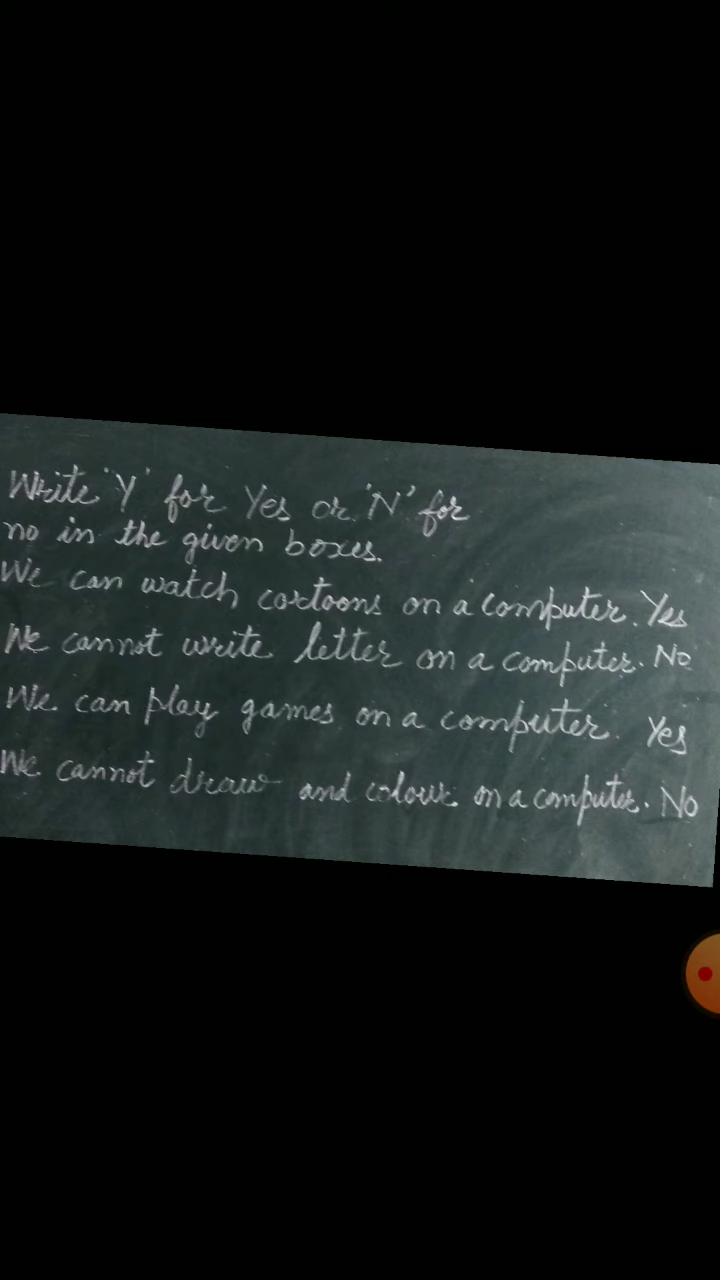 Write 'Y' for Yes or 'N' for
no in the given boxes.
We can watch cartoons on a computer. Yes
We cannot write letter on a computer. No
We can play games on a computer. Yes
We cannot draw and colour on a computer. No